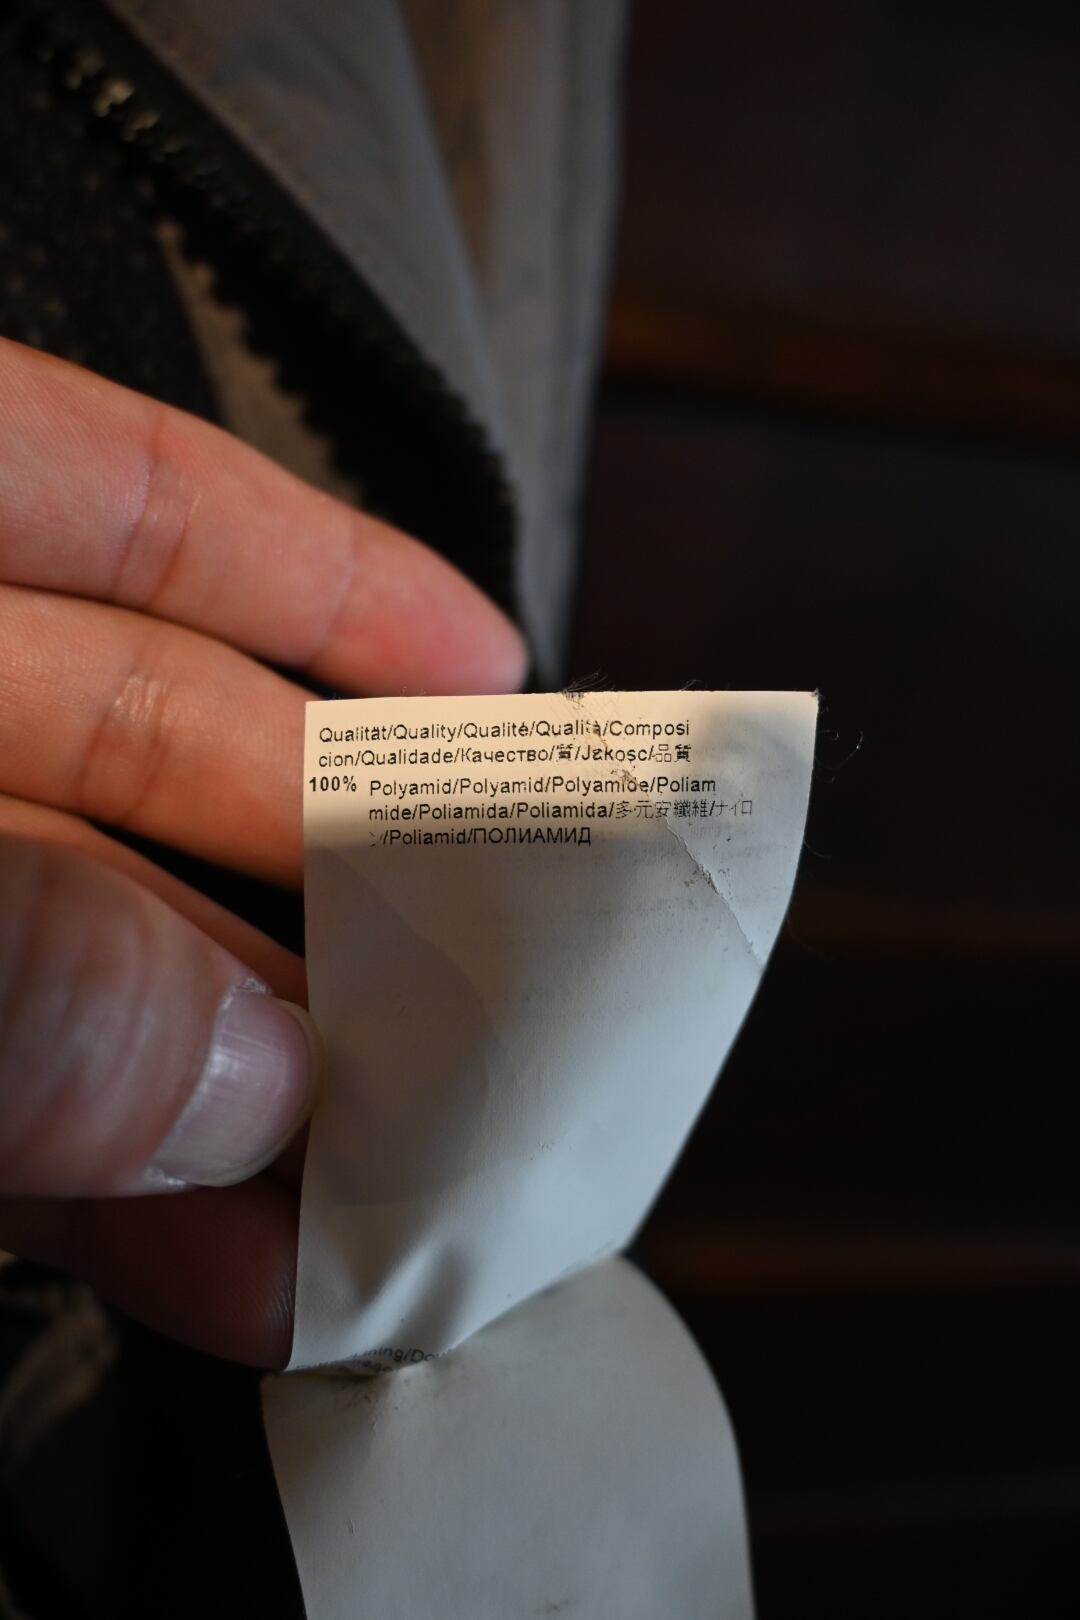 Qualität/Quality/Qualité/Qualità/Composi
cion/Qualidade/Качество/質/Jakosc/品質
100% Polyamid/Polyamid/Polyamide/Poliam
mide/Poliamida/Poliamida/多元安纖維/ナイロ
ン/Poliamid/ПОЛИАМИД